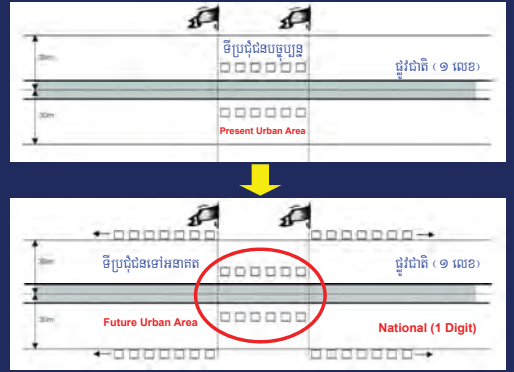 ទីប្រជុំជនបច្ចុប្បន្ន
ផ្លូវជាតិ ( ១ លេខ)
30m
30m
Present Urban Area
ទីប្រជុំជនទៅអនាគត
ផ្លូវជាតិ ( ១ លេខ)
30m
30m
Future Urban Area
National (1 Digit)